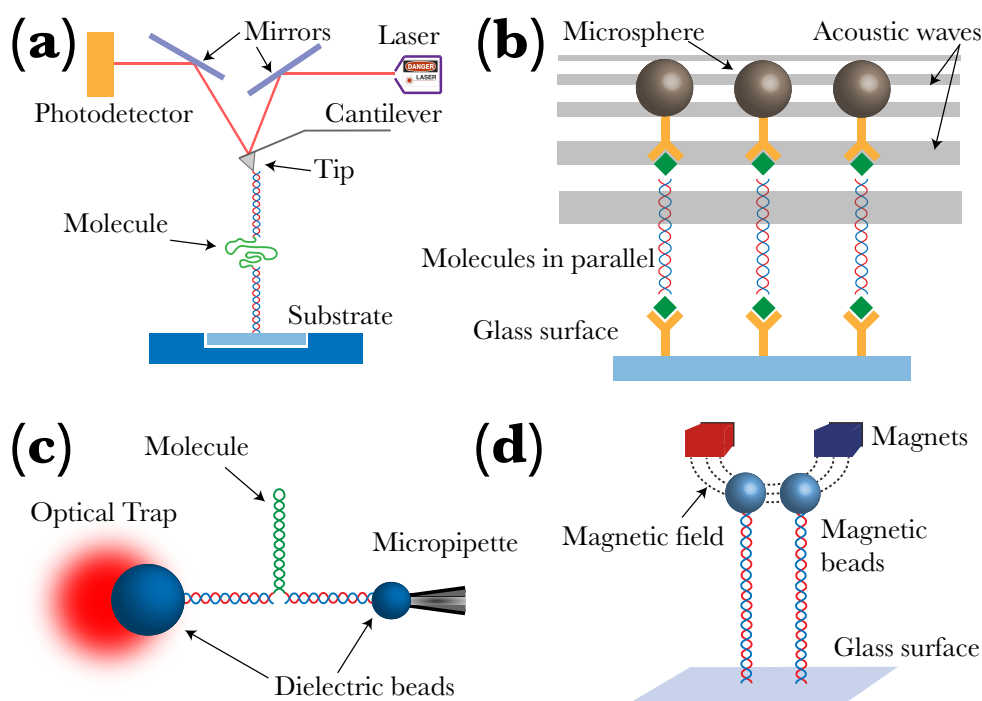 (a)
Mirrors
Laser
DANGER
LASER
Photodetector
Cantilever
Tip
Molecule
Substrate
(b)
Microsphere
Acoustic waves
Molecules in parallel
Glass surface
(c)
Molecule
Optical Trap
Micropipette
Dielectric beads
(d)
Magnets
Magnetic field
Magnetic
beads
Glass surface